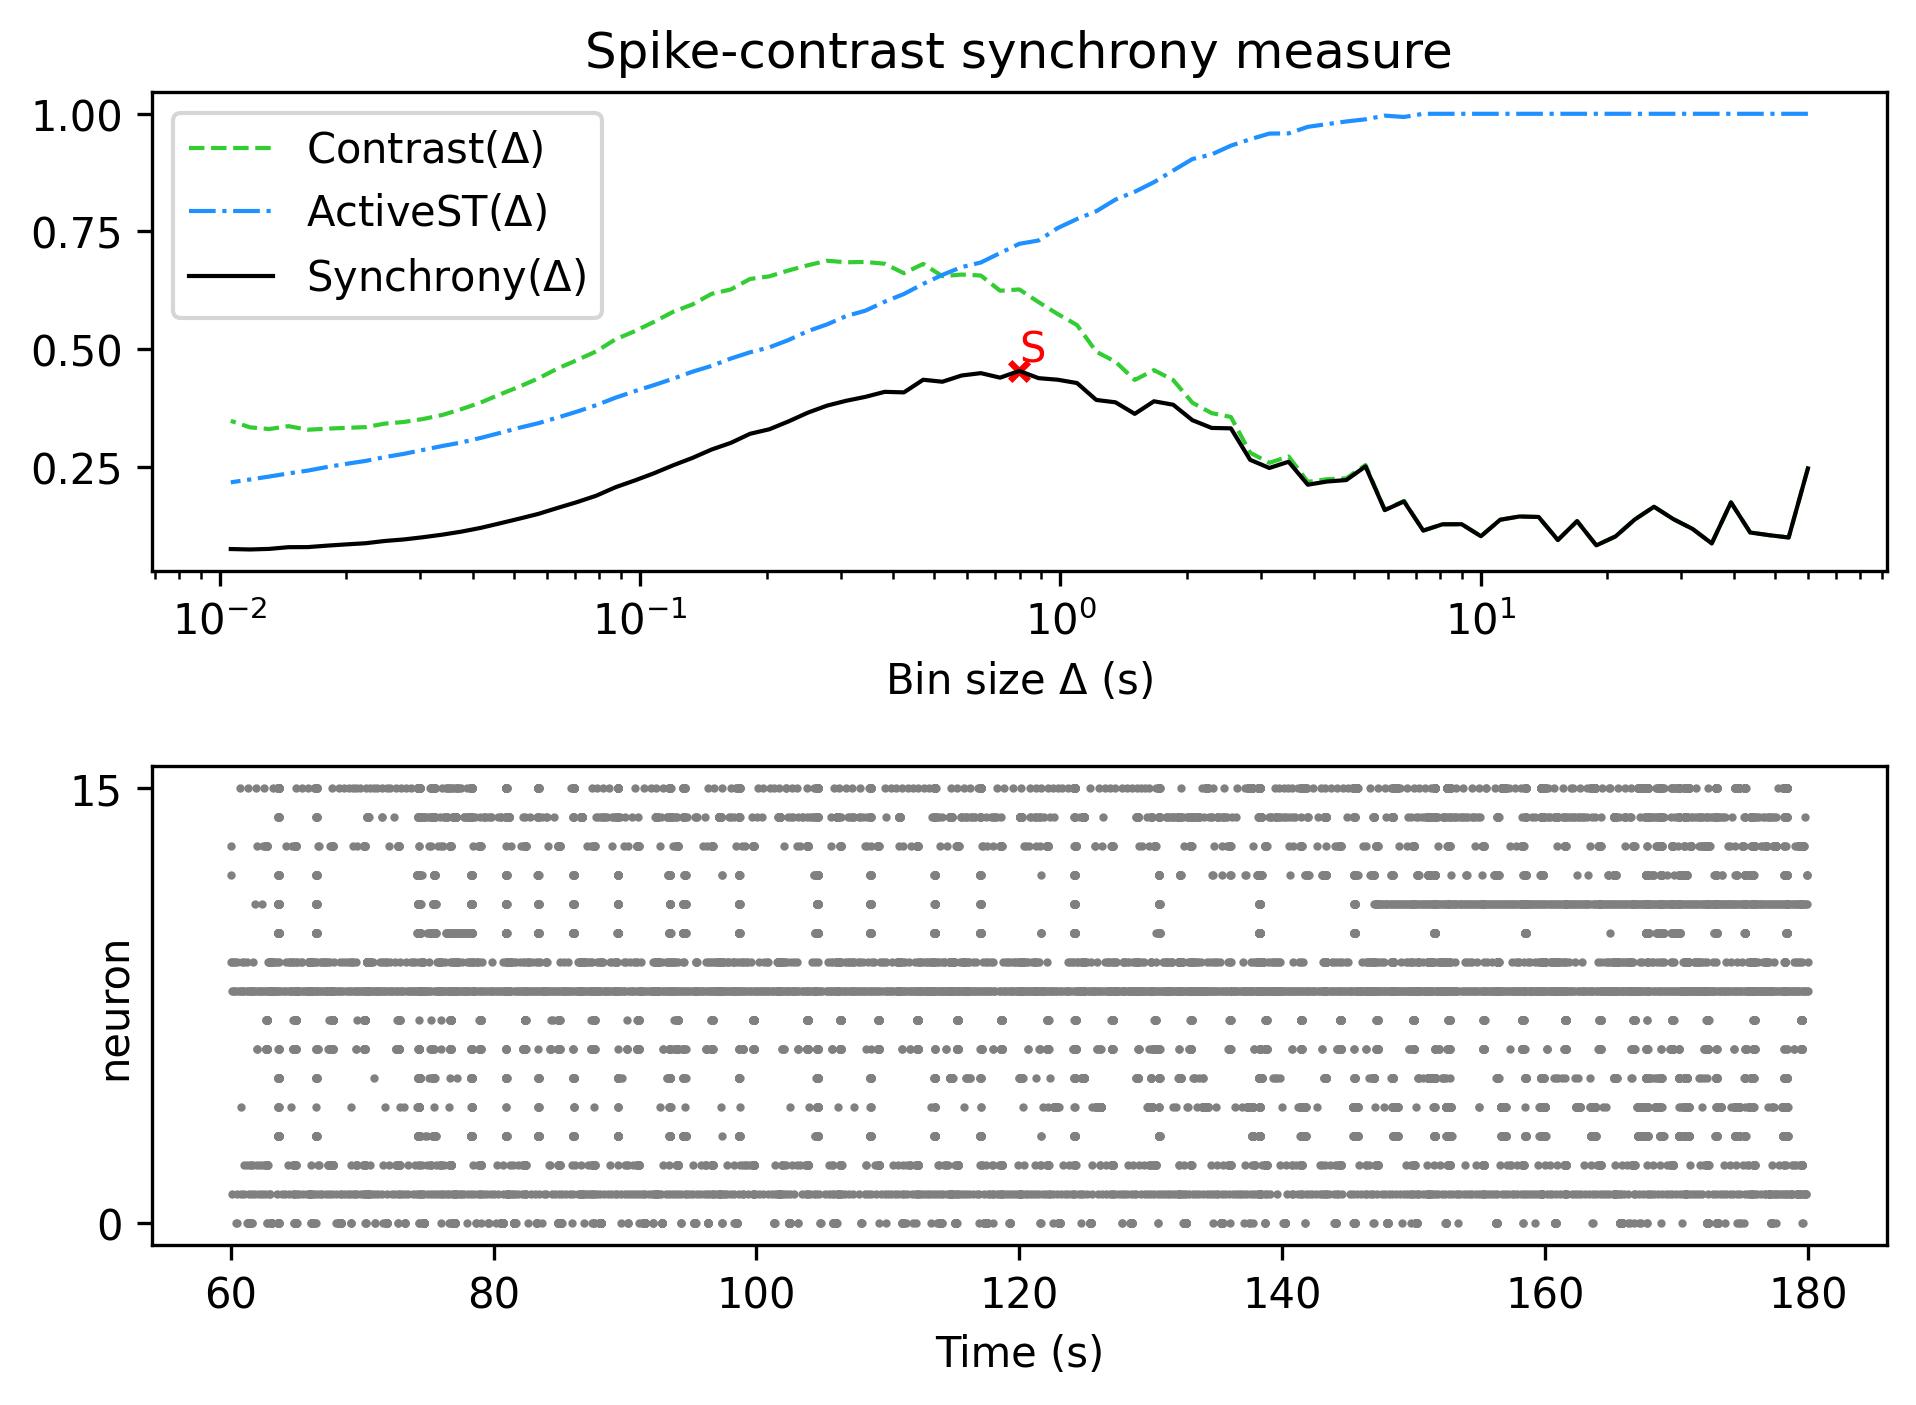 Spike-contrast synchrony measure
1.00
0.75
0.50
0.25
Contrast(Δ)
ActiveST(Δ)
Synchrony(Δ)
S
10⁻² 10⁻¹ 10⁰ 10¹
Bin size Δ (s)
15
0
neuron
60 80 100 120 140 160 180
Time (s)